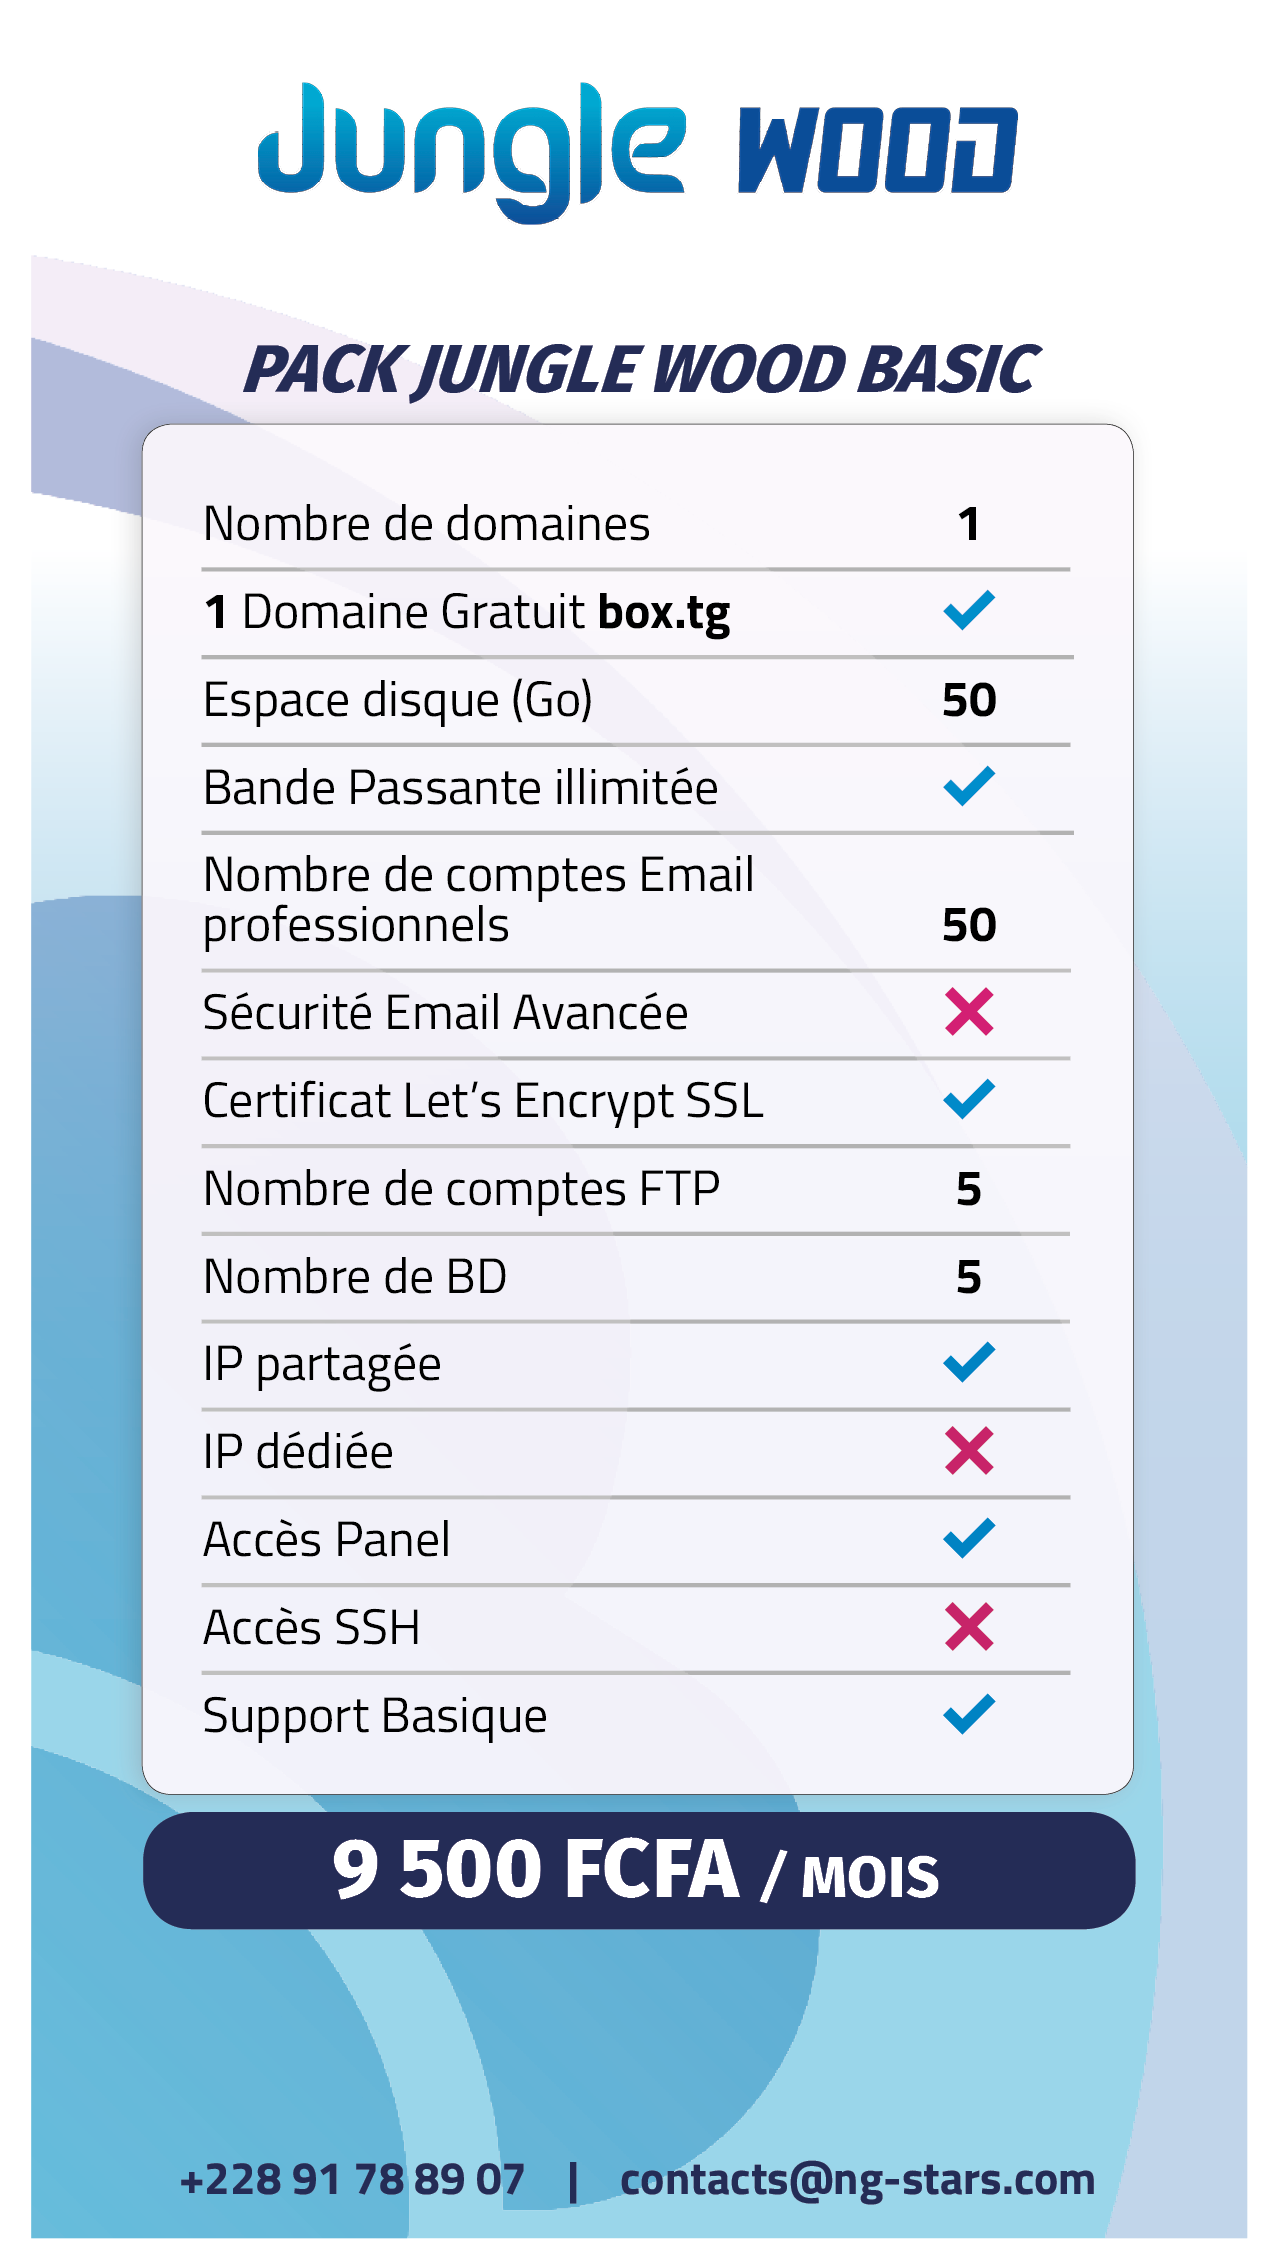 Jungle WOOD
PACK JUNGLE WOOD BASIC
Nombre de domaines 1
1 Domaine Gratuit box.tg
Espace disque (Go) 50
Bande Passante illimitée
Nombre de comptes Email
professionnels 50
Sécurité Email Avancée
Certificat Let’s Encrypt SSL
Nombre de comptes FTP 5
Nombre de BD 5
IP partagée
IP dédiée
Accès Panel
Accès SSH
Support Basique
9 500 FCFA / MOIS
+228 91 78 89 07 | contacts@ng-stars.com